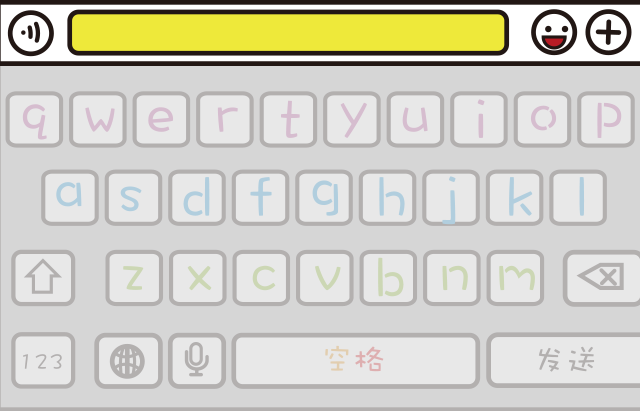 q w e r t y u i o p
a s d f g h j k l
z x c v b n m
123 空格 发送